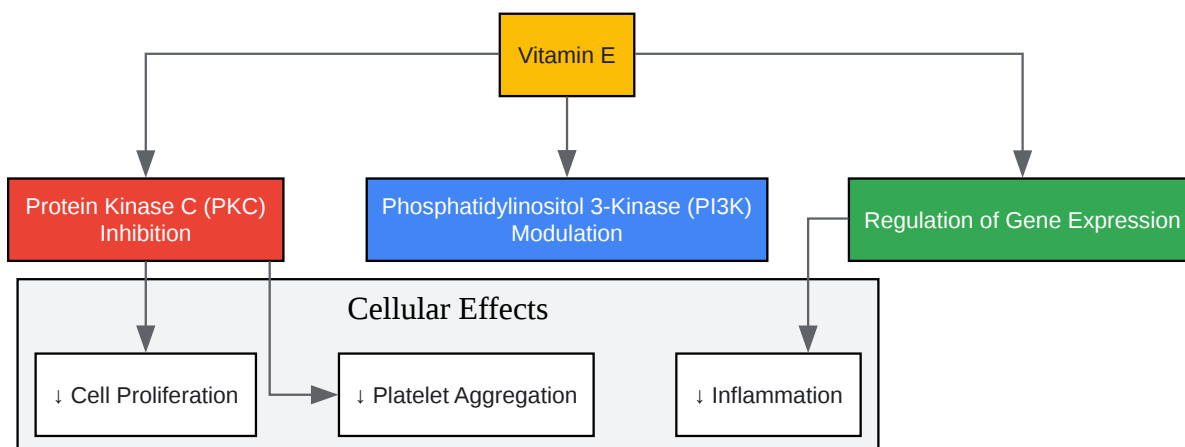 Vitamin E
Protein Kinase C (PKC)
Inhibition
Phosphatidylinositol 3-Kinase (PI3K)
Modulation
Regulation of Gene Expression
Cellular Effects
↓ Cell Proliferation
↓ Platelet Aggregation
↓ Inflammation